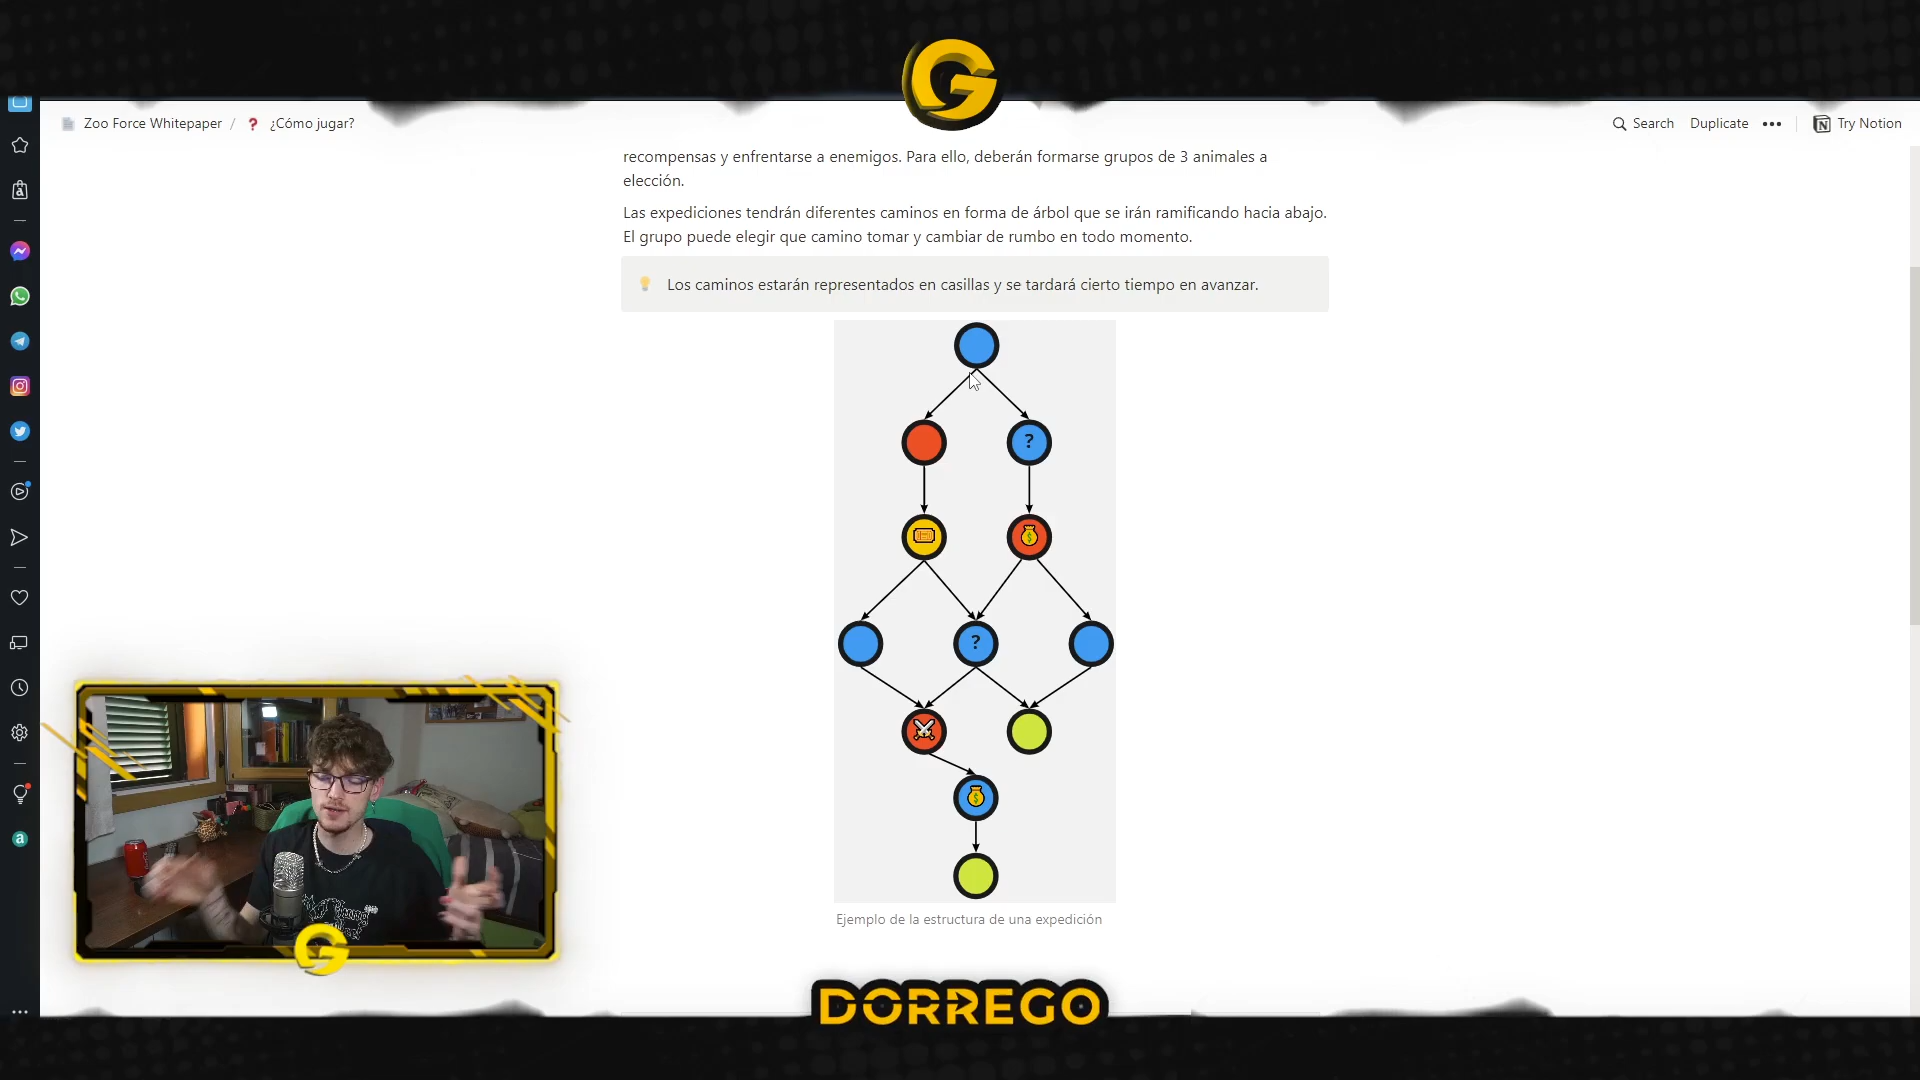 G
Zoo Force Whitepaper / ❓ ¿Cómo jugar?
Search Duplicate ••• Try Notion
recompensas y enfrentarse a enemigos. Para ello, deberán formarse grupos de 3 animales a
elección.
Las expediciones tendrán diferentes caminos en forma de árbol que se irán ramificando hacia abajo.
El grupo puede elegir que camino tomar y cambiar de rumbo en todo momento.
Los caminos estarán representados en casillas y se tardará cierto tiempo en avanzar.
?
?
Ejemplo de la estructura de una expedición
G
DORREGO